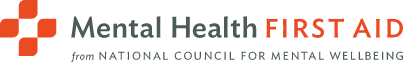 Mental Health FIRST AID
from NATIONAL COUNCIL FOR MENTAL WELLBEING